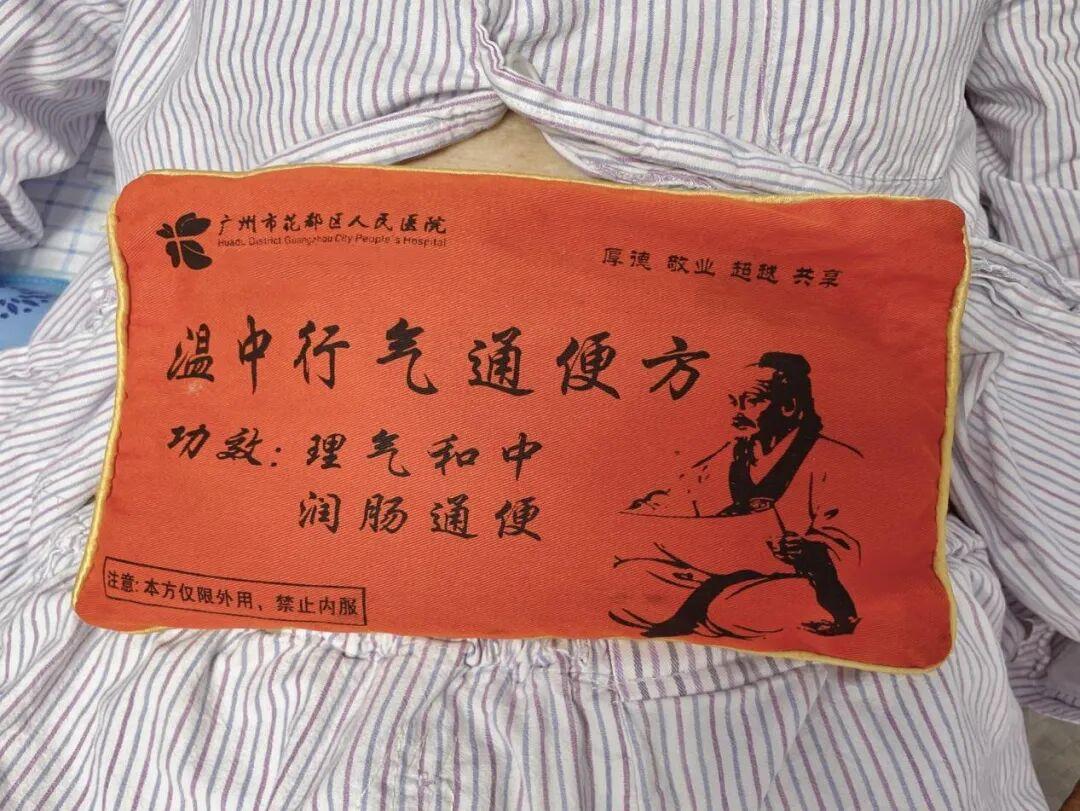 广州市花都区人民医院
Huadu District Guangzhou City People's Hospital
厚德 敬业 超越 共享
温中行气通便方
功效：理气和中
润肠通便
注意：本方仅限外用，禁止内服